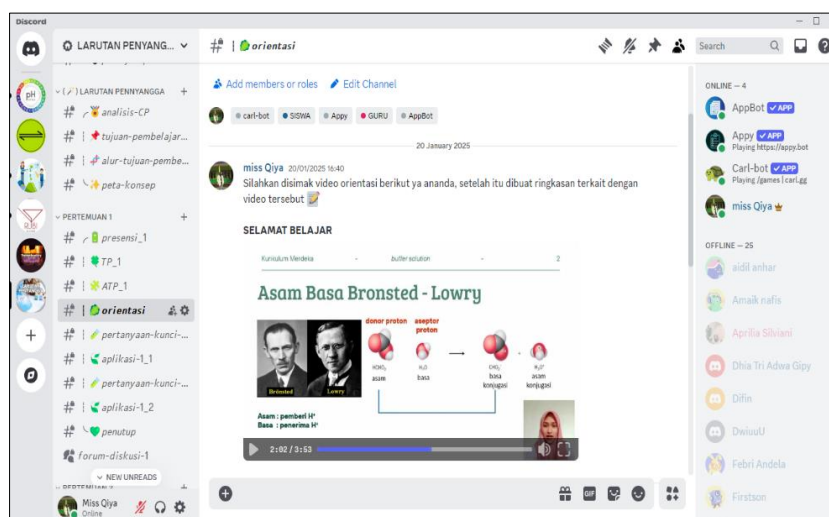 Discord
LARUTAN PENYANG...
(🧪) LARUTAN PENNYANGGA
analisis-CP
tujuan-pembelajar...
alur-tujuan-pembe...
peta-konsep
PERTEMUAN 1
presensi_1
TP_1
ATP_1
orientasi
pertanyaan-kunci-...
aplikasi-1_1
pertanyaan-kunci-...
aplikasi-1_2
penutup
forum-diskusi-1
NEW UNREADS
Miss Qiya
Online
orientasi
Search
Add members or roles
Edit Channel
carl-bot SISWA Appy GURU AppBot
20 January 2025
miss Qiya 20/01/2025 16:40
Silahkan disimak video orientasi berikut ya ananda, setelah itu dibuat ringkasan terkait dengan
video tersebut 📝
SELAMAT BELAJAR
Kurikulum Merdeka - buffer solution - 2
Asam Basa Bronsted - Lowry
donor proton
aseptor
proton
Brönsted Lowry
asam
H₂O
basa
basa
konjugasi
H₃O⁺
asam
konjugasi
Asam : pemberi H⁺
Basa : penerima H⁺
2:02 / 3:53
GIF
ONLINE — 4
AppBot ✓ APP
Appy ✓ APP
Playing https://appy.bot
Carl-bot ✓ APP
Playing /games | carl.gg
miss Qiya
OFFLINE — 25
aidil anhar
Amaik nafis
Aprilia Silviani
Dhia Tri Adwa Gipy
Difin
DwiuuU
Febri Andela
Firstson